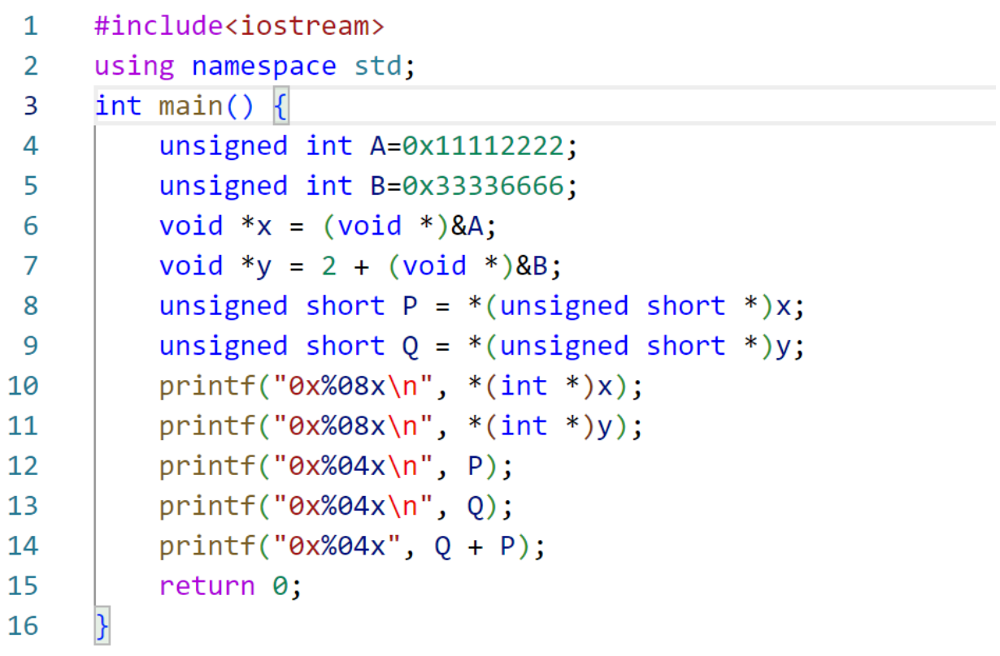 1 #include<iostream>
2 using namespace std;
3 int main() {
4 unsigned int A=0x11112222;
5 unsigned int B=0x33336666;
6 void *x = (void *)&A;
7 void *y = 2 + (void *)&B;
8 unsigned short P = *(unsigned short *)x;
9 unsigned short Q = *(unsigned short *)y;
10 printf("0x%08x\n", *(int *)x);
11 printf("0x%08x\n", *(int *)y);
12 printf("0x%04x\n", P);
13 printf("0x%04x\n", Q);
14 printf("0x%04x", Q + P);
15 return 0;
16 }